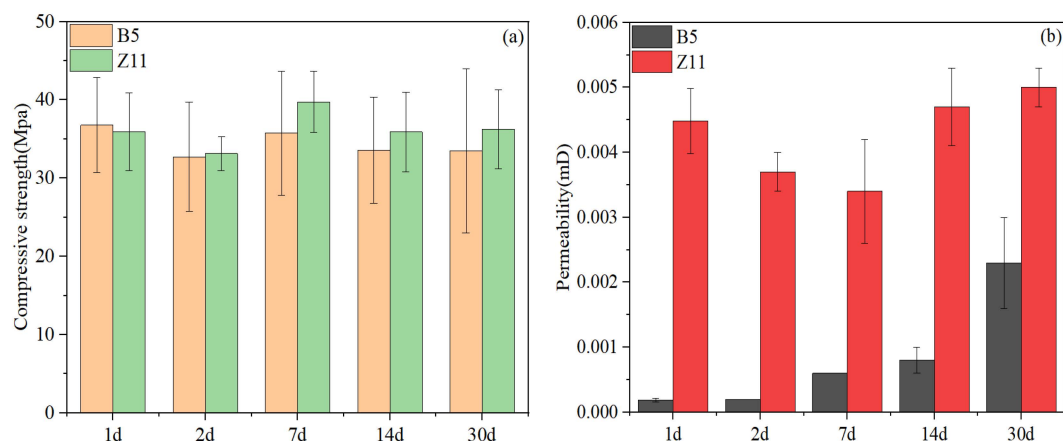 (a)
B5
Z11
Compressive strength(Mpa)
50
40
30
20
10
0
1d 2d 7d 14d 30d
(b)
B5
Z11
Permeability(mD)
0.006
0.005
0.004
0.003
0.002
0.001
0.000
1d 2d 7d 14d 30d